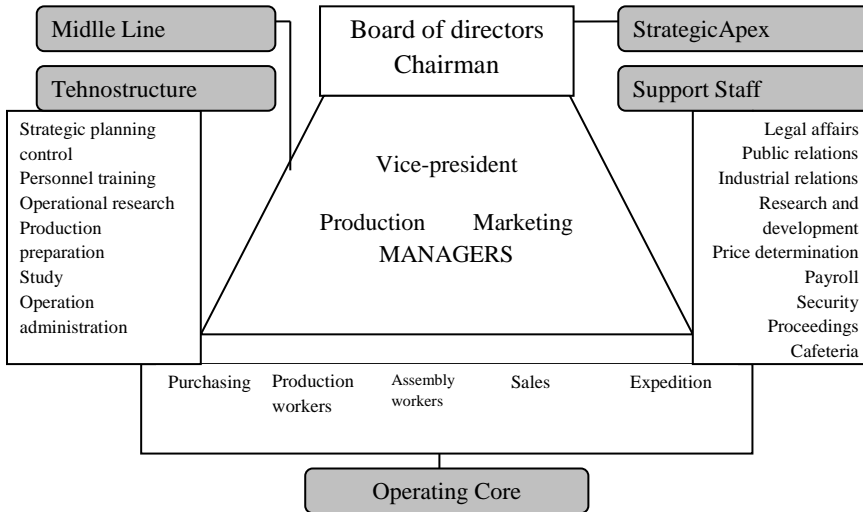 Midlle Line
Board of directors
Chairman
StrategicApex
Tehnostructure
Support Staff
Strategic planning
control
Personnel training
Operational research
Production
preparation
Study
Operation
administration
Vice-president
Production Marketing
MANAGERS
Legal affairs
Public relations
Industrial relations
Research and
development
Price determination
Payroll
Security
Proceedings
Cafeteria
Purchasing
Production
workers
Assembly
workers
Sales
Expedition
Operating Core